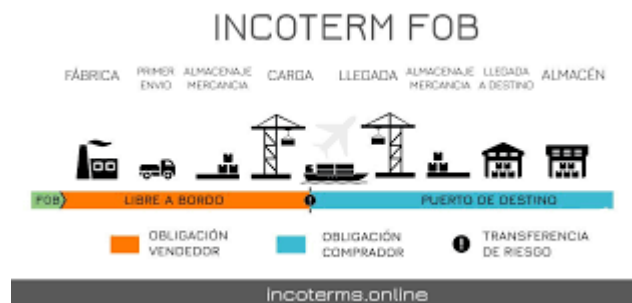 INCOTERM FOB
FÁBRICA
PRIMER
ENVIO
ALMACENAJE
MERCANCIA
CARGA
LLEGADA
ALMACENAJE
MERCANCIA
LLEGADA
A DESTINO
ALMACÉN
FOB
LIBRE A BORDO
PUERTO DE DESTINO
OBLIGACIÓN
VENDEDOR
OBLIGACIÓN
COMPRADOR
TRANSFERENCIA
DE RIESGO
incoterms.online